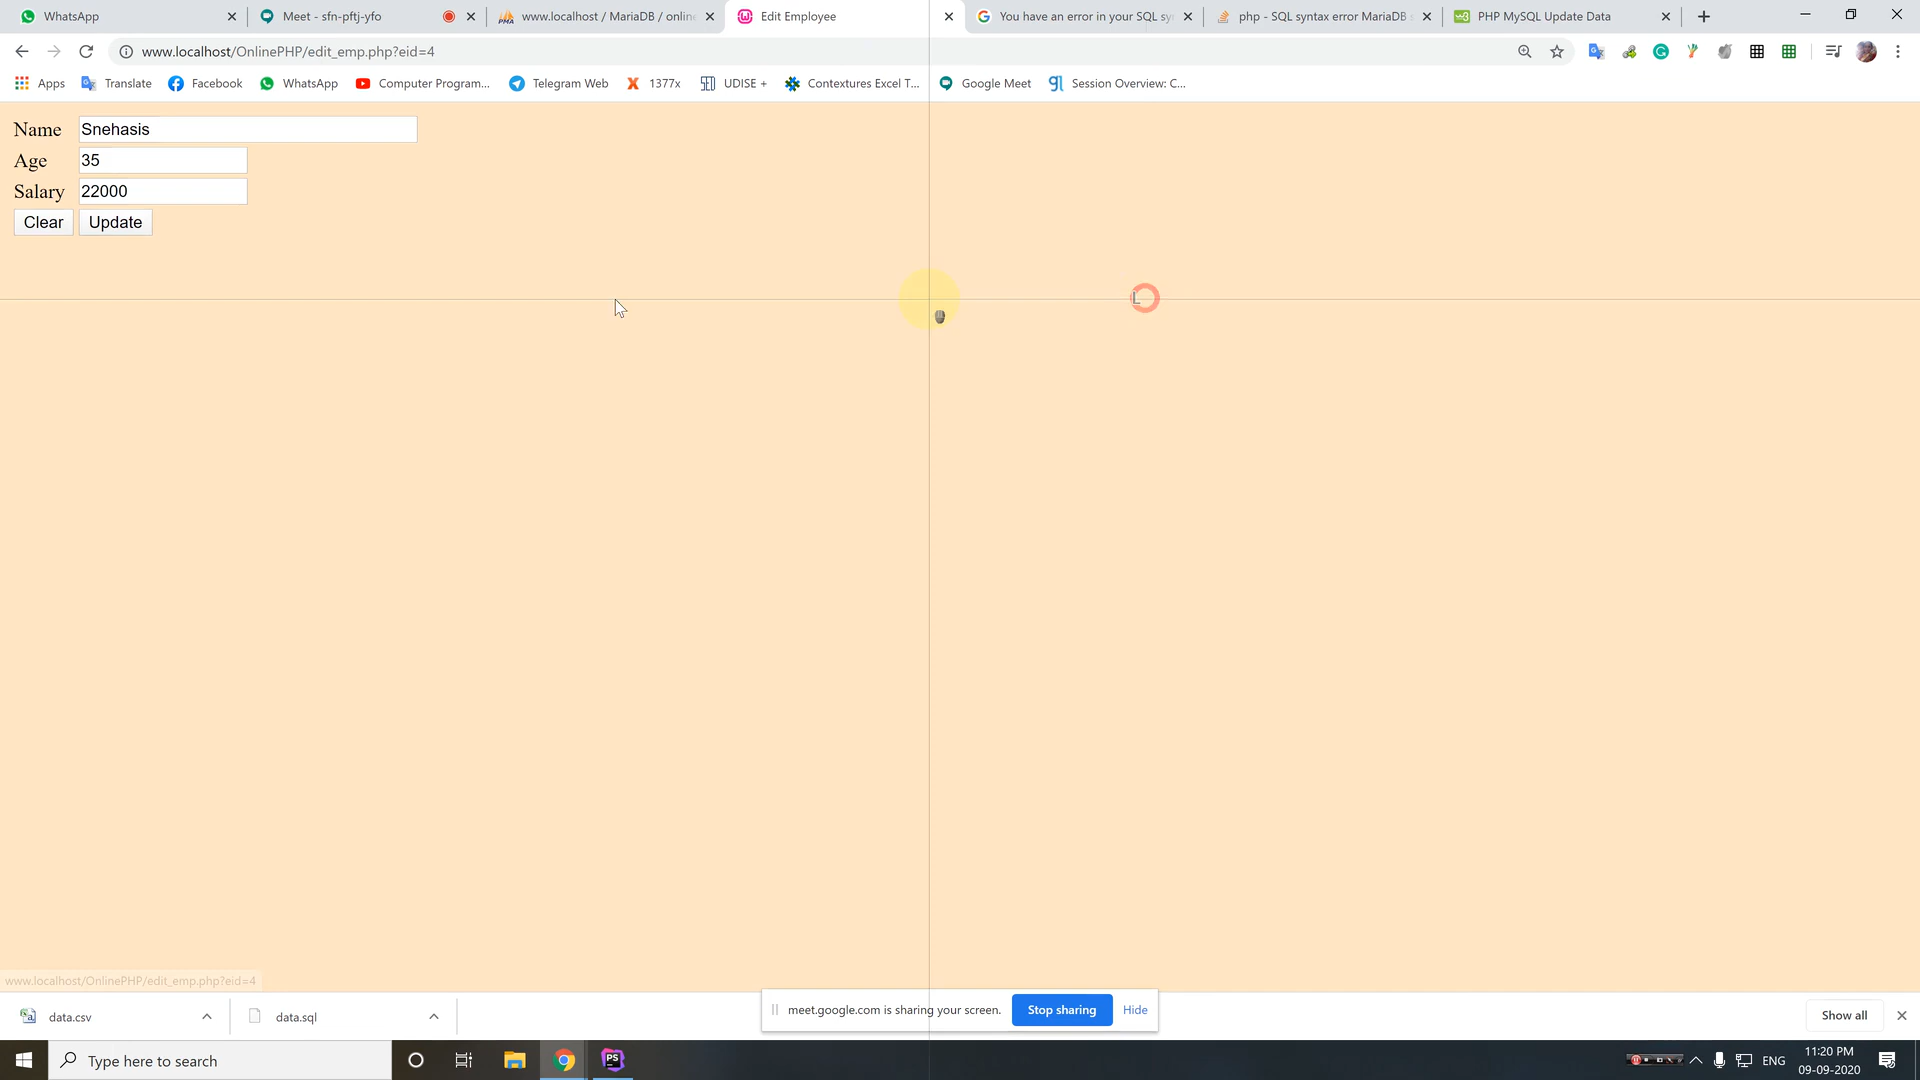 WhatsApp
Meet - sfn-pftj-yfo
www.localhost / MariaDB / online
Edit Employee
You have an error in your SQL sy
php - SQL syntax error MariaDB
PHP MySQL Update Data
www.localhost/OnlinePHP/edit_emp.php?eid=4
Apps
Translate
Facebook
WhatsApp
Computer Program...
Telegram Web
1377x
UDISE +
Contextures Excel T...
Google Meet
Session Overview: C...
Name Snehasis
Age 35
Salary 22000
Clear Update
L
www.localhost/OnlinePHP/edit_emp.php?eid=4
data.csv
data.sql
meet.google.com is sharing your screen.
Stop sharing
Hide
Show all
Type here to search
PS
ENG
11:20 PM
09-09-2020